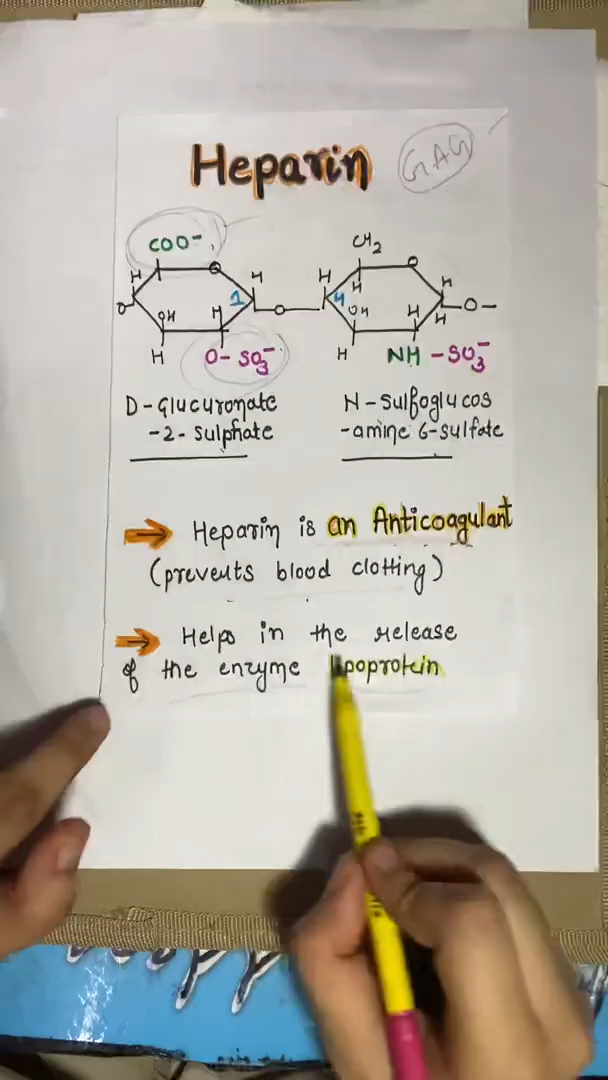 Heparin GAG
COO-
H O H H CH2 O H
O OH H 1 O 4 H OH H H O-
H O- SO3- H NH - SO3-
D-Glucuronate N-Sulfoglucos
-2- Sulphate -amine 6-sulfate
Heparin is an Anticoagulant
(prevents blood clotting)
Helps in the release
of the enzyme lipoprotein